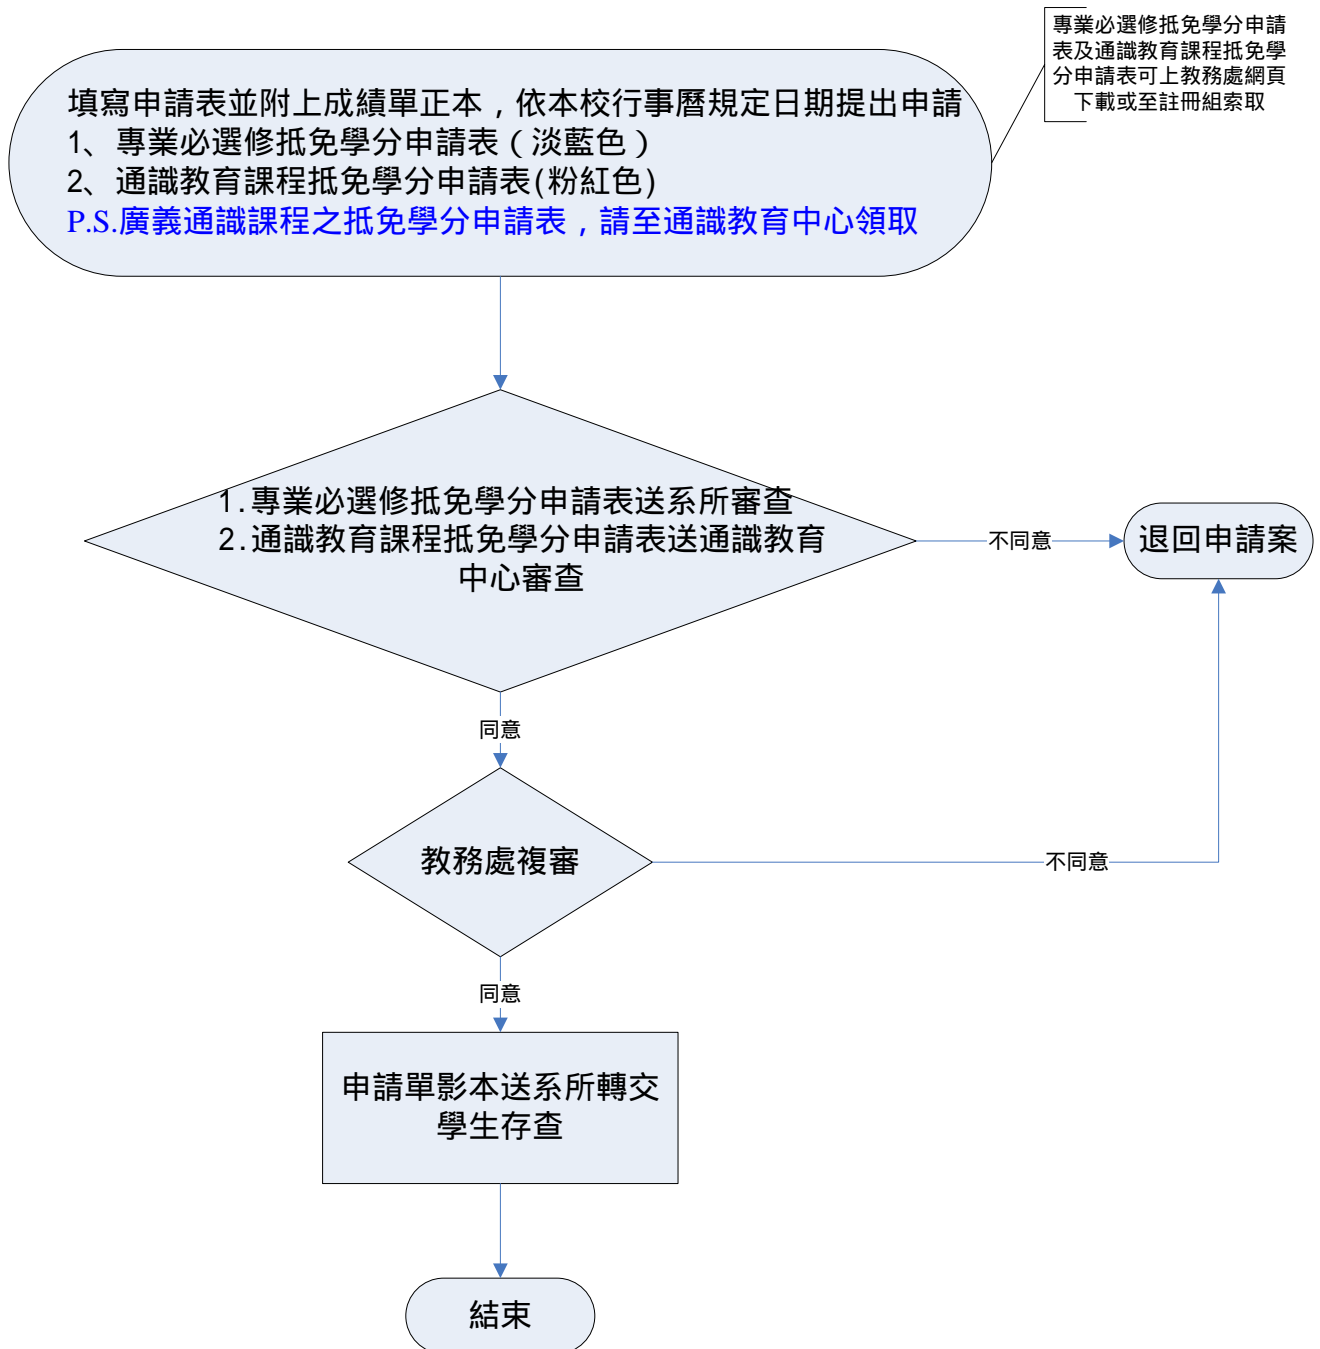 專業必選修抵免學分申請
表及通識教育課程抵免學
分申請表可上教務處網頁
下載或至註冊組索取
填寫申請表並附上成績單正本，依本校行事曆規定日期提出申請
1、專業必選修抵免學分申請表（淡藍色）
2、通識教育課程抵免學分申請表(粉紅色)
P.S.廣義通識課程之抵免學分申請表，請至通識教育中心領取
1.專業必選修抵免學分申請表送系所審查
2.通識教育課程抵免學分申請表送通識教育
中心審查
不同意
退回申請案
同意
教務處複審
不同意
同意
申請單影本送系所轉交
學生存查
結束